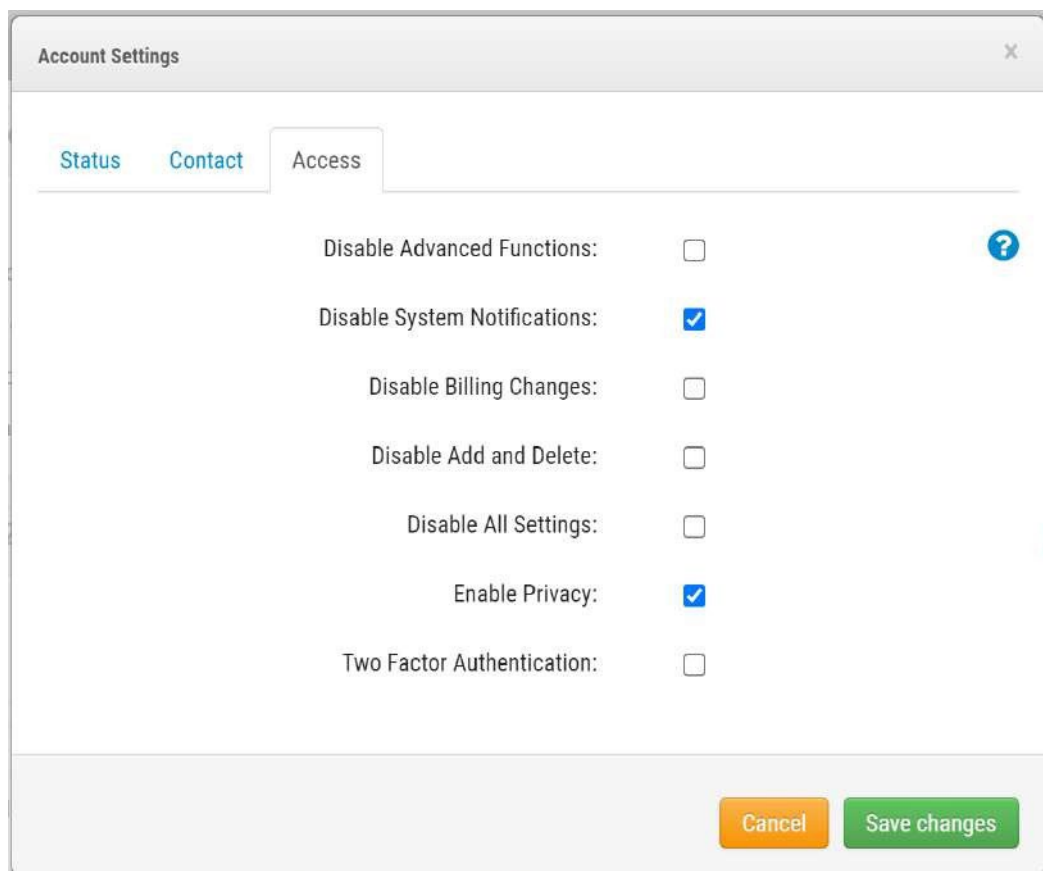 Account Settings
x
Status Contact Access
Disable Advanced Functions:
?
Disable System Notifications:
Disable Billing Changes:
Disable Add and Delete:
Disable All Settings:
Enable Privacy:
Two Factor Authentication:
Cancel Save changes